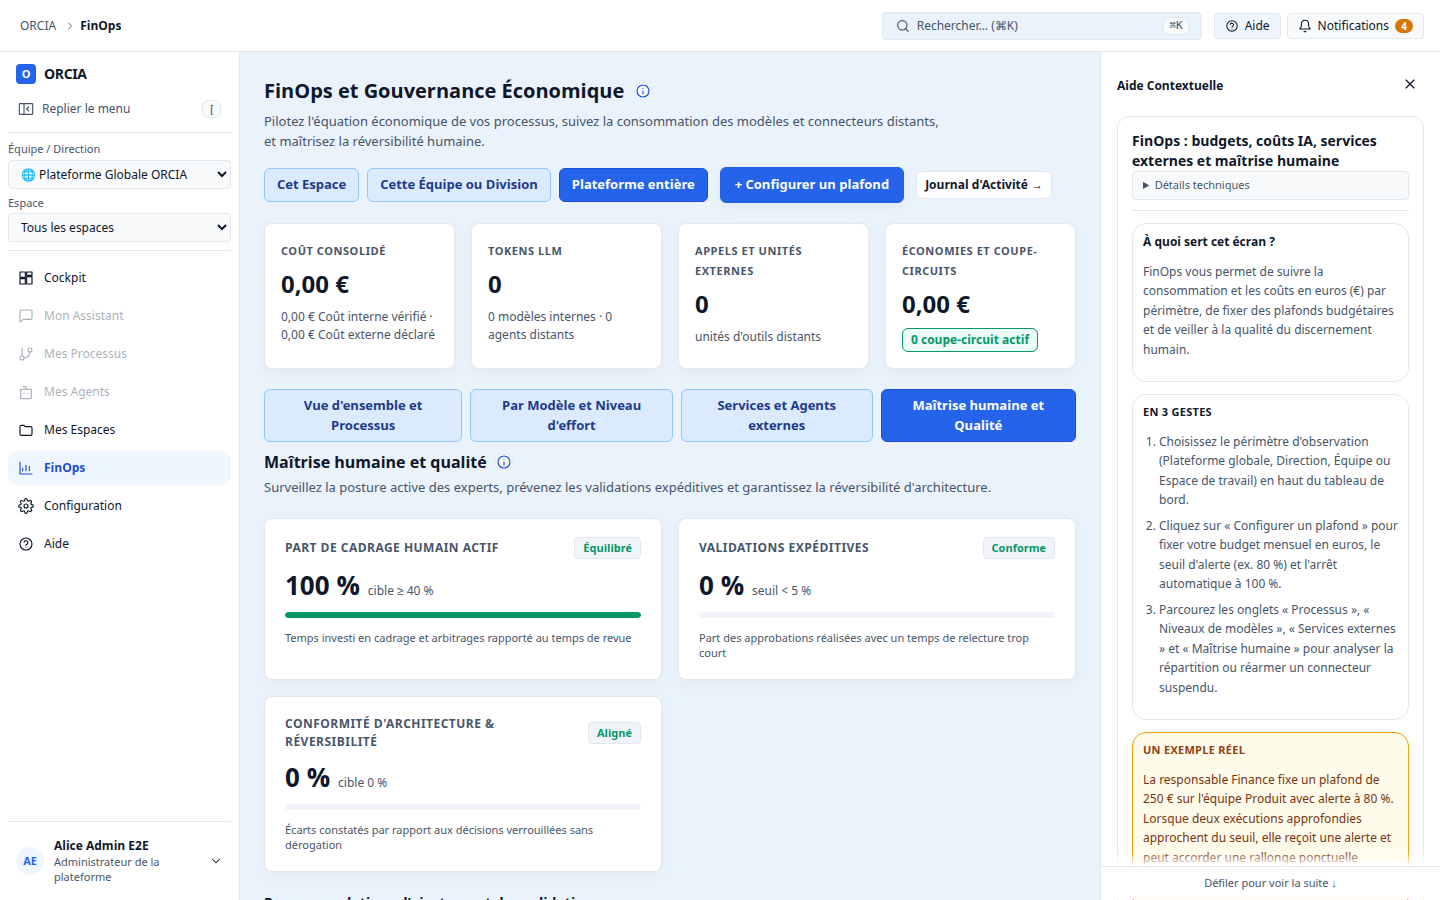 ORCIA > FinOps
Rechercher... (⌘K)
⌘K
Aide
Notifications 4
O ORCIA
Replier le menu [
Équipe / Direction
🌐 Plateforme Globale ORCIA
Espace
Tous les espaces
Cockpit
Mon Assistant
Mes Processus
Mes Agents
Mes Espaces
FinOps
Configuration
Aide
AE
Alice Admin E2E
Administrateur de la
plateforme
FinOps et Gouvernance Économique
Pilotez l'équation économique de vos processus, suivez la consommation des modèles et connecteurs distants,
et maîtrisez la réversibilité humaine.
Cet Espace
Cette Équipe ou Division
Plateforme entière
+ Configurer un plafond
Journal d'Activité →
COÛT CONSOLIDÉ
0,00 €
0,00 € Coût interne vérifié ·
0,00 € Coût externe déclaré
TOKENS LLM
0
0 modèles internes · 0
agents distants
APPELS ET UNITÉS
EXTERNES
0
unités d'outils distants
ÉCONOMIES ET COUPE-
CIRCUITS
0,00 €
0 coupe-circuit actif
Vue d'ensemble et
Processus
Par Modèle et Niveau
d'effort
Services et Agents
externes
Maîtrise humaine et
Qualité
Maîtrise humaine et qualité
Surveillez la posture active des experts, prévenez les validations expéditives et garantissez la réversibilité d'architecture.
PART DE CADRAGE HUMAIN ACTIF
Équilibré
100 % cible ≥ 40 %
Temps investi en cadrage et arbitrages rapporté au temps de revue
VALIDATIONS EXPÉDITIVES
Conforme
0 % seuil < 5 %
Part des approbations réalisées avec un temps de relecture trop
court
CONFORMITÉ D'ARCHITECTURE &
RÉVERSIBILITÉ
Aligné
0 % cible 0 %
Écarts constatés par rapport aux décisions verrouillées sans
dérogation
Aide Contextuelle
FinOps : budgets, coûts IA, services
externes et maîtrise humaine
▶ Détails techniques
À quoi sert cet écran ?
FinOps vous permet de suivre la
consommation et les coûts en euros (€) par
périmètre, de fixer des plafonds budgétaires
et de veiller à la qualité du discernement
humain.
EN 3 GESTES
1. Choisissez le périmètre d'observation
(Plateforme globale, Direction, Équipe ou
Espace de travail) en haut du tableau de
bord.
2. Cliquez sur « Configurer un plafond » pour
fixer votre budget mensuel en euros, le
seuil d'alerte (ex. 80 %) et l'arrêt
automatique à 100 %.
3. Parcourez les onglets « Processus », «
Niveaux de modèles », « Services externes
» et « Maîtrise humaine » pour analyser la
répartition ou réarmer un connecteur
suspendu.
UN EXEMPLE RÉEL
La responsable Finance fixe un plafond de
250 € sur l'équipe Produit avec alerte à 80 %.
Lorsque deux exécutions approfondies
approchent du seuil, elle reçoit une alerte et
peut accorder une rallonge ponctuelle
Défiler pour voir la suite ↓